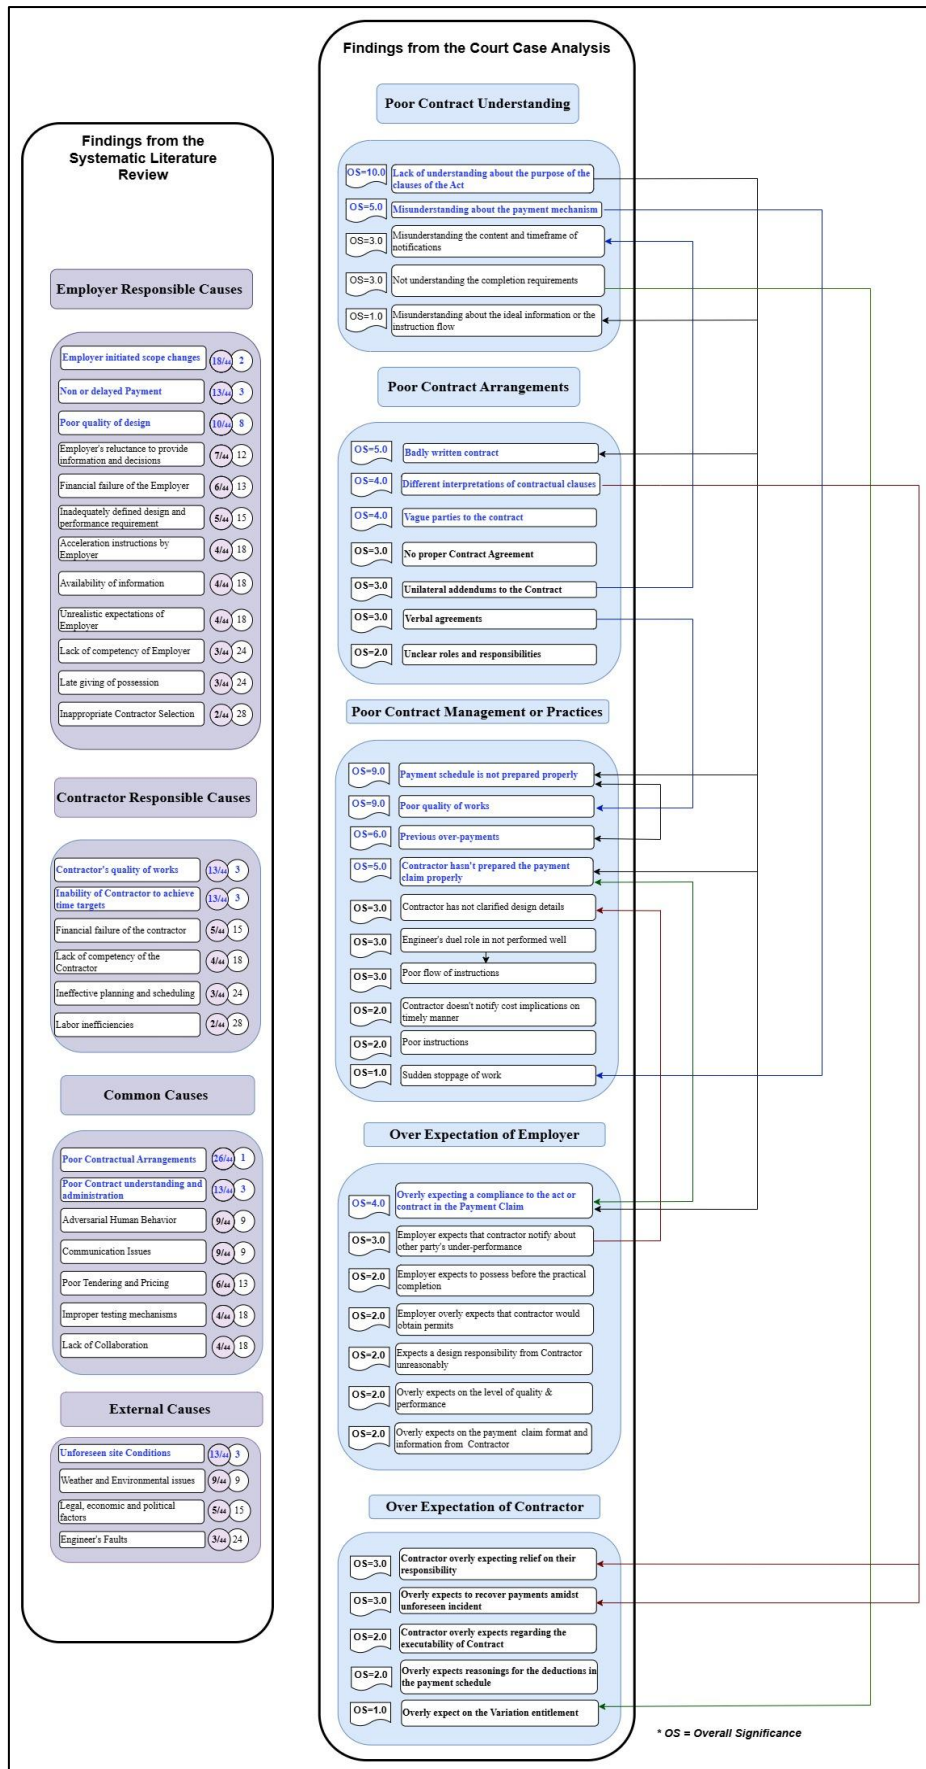 Findings from the
Systematic Literature
Review
Employer Responsible Causes
Employer initiated scope changes 18/44 2
Non or delayed Payment 13/44 3
Poor quality of design 10/44 8
Employer's reluctance to provide
information and decisions 7/44 12
Financial failure of the Employer 6/44 13
Inadequately defined design and
performance requirement 5/44 15
Acceleration instructions by
Employer 4/44 18
Availability of information 4/44 18
Unrealistic expectations of
Employer 4/44 18
Lack of competency of Employer 3/44 24
Late giving of possession 3/44 24
Inappropriate Contractor Selection 2/44 28
Contractor Responsible Causes
Contractor's quality of works 13/44 3
Inability of Contractor to achieve
time targets 13/44 3
Financial failure of the contractor 5/44 15
Lack of competency of the
Contractor 4/44 18
Ineffective planning and scheduling 3/44 24
Labor inefficiencies 2/44 28
Common Causes
Poor Contractual Arrangements 26/44 1
Poor Contract understanding and
administration 13/44 3
Adversarial Human Behavior 9/44 9
Communication Issues 9/44 9
Poor Tendering and Pricing 6/44 13
Improper testing mechanisms 4/44 18
Lack of Collaboration 4/44 18
External Causes
Unforeseen site Conditions 13/44 3
Weather and Environmental issues 9/44 9
Legal, economic and political
factors 5/44 15
Engineer's Faults 3/44 24
Findings from the Court Case Analysis
Poor Contract Understanding
OS=10.0 Lack of understanding about the purpose of the
clauses of the Act
OS=5.0 Misunderstanding about the payment mechanism
OS=3.0 Misunderstanding the content and timeframe of
notifications
OS=3.0 Not understanding the completion requirements
OS=1.0 Misunderstanding about the ideal information or the
instruction flow
Poor Contract Arrangements
OS=5.0 Badly written contract
OS=4.0 Different interpretations of contractual clauses
OS=4.0 Vague parties to the contract
OS=3.0 No proper Contract Agreement
OS=3.0 Unilateral addendums to the Contract
OS=3.0 Verbal agreements
OS=2.0 Unclear roles and responsibilities
Poor Contract Management or Practices
OS=9.0 Payment schedule is not prepared properly
OS=9.0 Poor quality of works
OS=6.0 Previous over-payments
OS=5.0 Contractor hasn't prepared the payment
claim properly
OS=3.0 Contractor has not clarified design details
OS=3.0 Engineer's duel role in not performed well
OS=3.0 Poor flow of instructions
OS=2.0 Contractor doesn't notify cost implications on
timely manner
OS=2.0 Poor instructions
OS=1.0 Sudden stoppage of work
Over Expectation of Employer
OS=4.0 Overly expecting a compliance to the act or
contract in the Payment Claim
OS=3.0 Employer expects that contractor notify about
other party's under-performance
OS=2.0 Employer expects to possess before the practical
completion
OS=2.0 Employer overly expects that contractor would
obtain permits
OS=2.0 Expects a design responsibility from Contractor
unreasonably
OS=2.0 Overly expects on the level of quality &
performance
OS=2.0 Overly expects on the payment claim format and
information from Contractor
Over Expectation of Contractor
OS=3.0 Contractor overly expecting relief on their
responsibility
OS=3.0 Overly expects to recover payments amidst
unforeseen incident
OS=2.0 Contractor overly expects regarding the
executability of Contract
OS=2.0 Overly expects reasonings for the deductions in
the payment schedule
OS=1.0 Overly expect on the Variation entitlement
* OS = Overall Significance